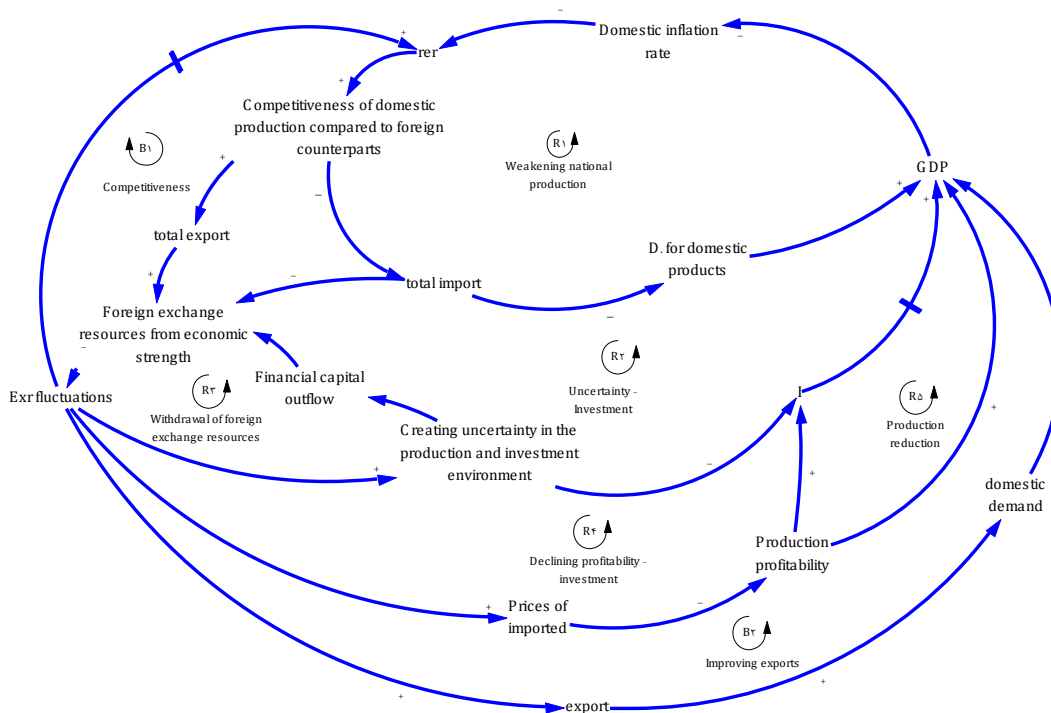 Domestic inflation
rate
rer
Competitiveness of domestic
production compared to foreign
counterparts
B۱
Competitiveness
R۱
Weakening national
production
GDP
total export
D. for domestic
products
total import
Foreign exchange
resources from economic
strength
R۲
Uncertainty -
Investment
Financial capital
outflow
R۳
Withdrawal of foreign
exchange resources
Exr fluctuations
I
R۵
Production
reduction
Creating uncertainty in the
production and investment
environment
domestic
demand
R۴
Declining profitability -
investment
Production
profitability
Prices of
imported
B۲
Improving exports
export
+
+
+
+
+
+
+
+
+
+
+
+
+
+
−
−
−
−
−
−
−
−